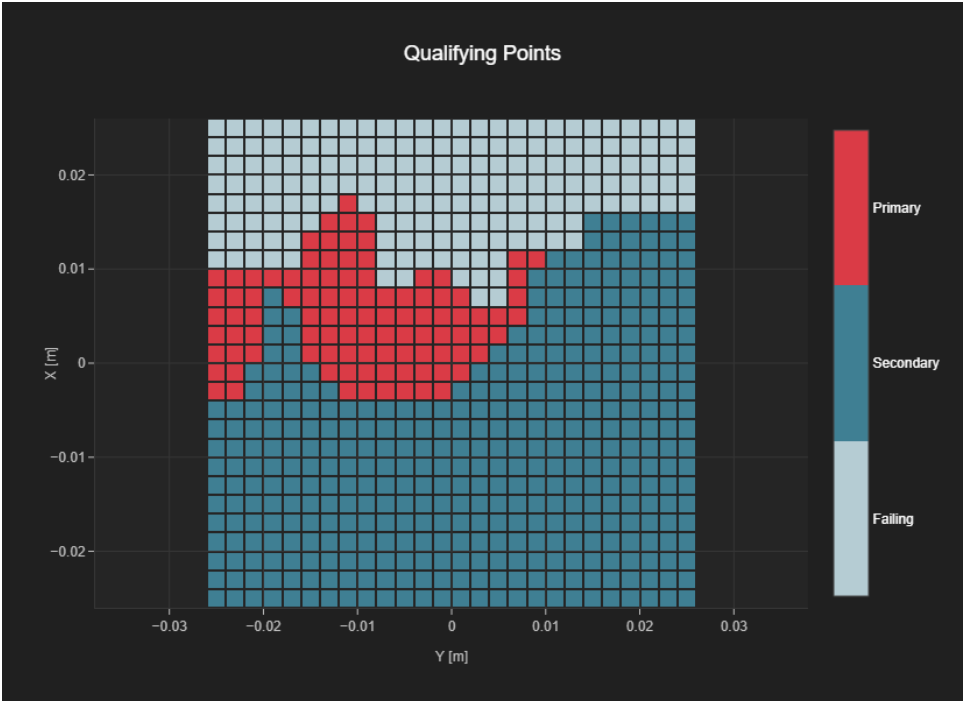 Qualifying Points
0.02
0.01
0
−0.01
−0.02
X [m]
−0.03
−0.02
−0.01
0
0.01
0.02
0.03
Y [m]
Primary
Secondary
Failing